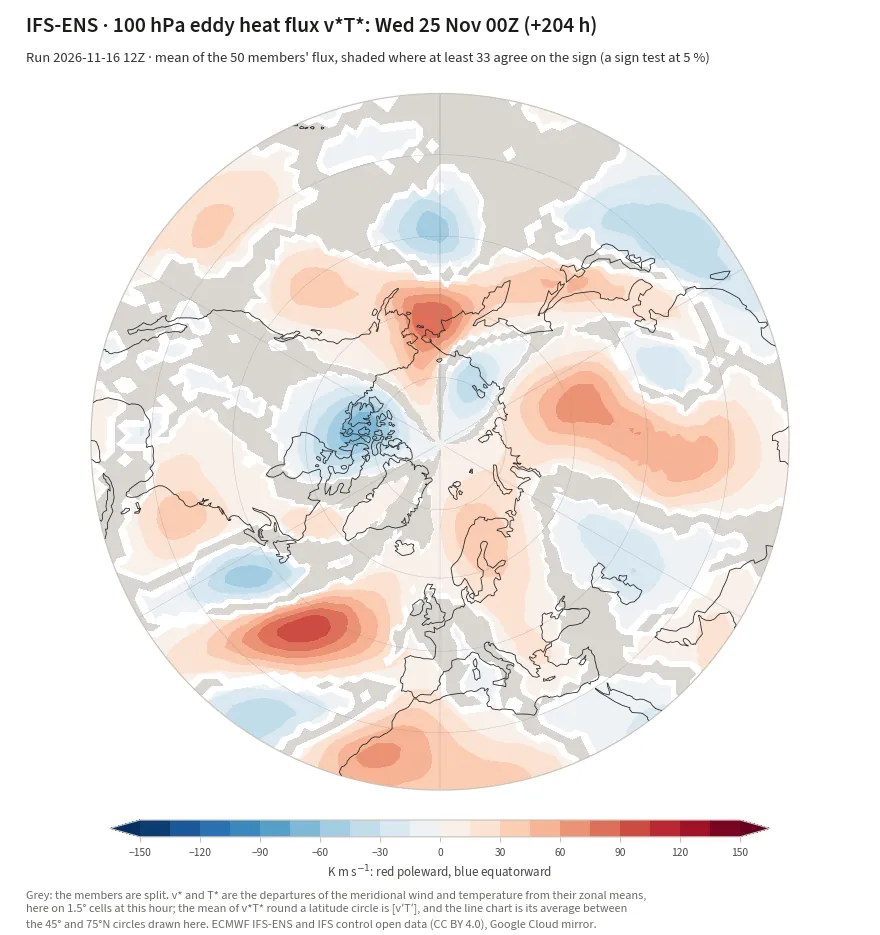 IFS-ENS · 100 hPa eddy heat flux v*T*: Wed 25 Nov 00Z (+204 h)
Run 2026-11-16 12Z · mean of the 50 members' flux, shaded where at least 33 agree on the sign (a sign test at 5 %)
−150 −120 −90 −60 −30 0 30 60 90 120 150
K m s⁻¹: red poleward, blue equatorward
Grey: the members are split. v* and T* are the departures of the meridional wind and temperature from their zonal means,
here on 1.5° cells at this hour; the mean of v*T* round a latitude circle is [v'T'], and the line chart is its average between
the 45° and 75°N circles drawn here. ECMWF IFS-ENS and IFS control open data (CC BY 4.0), Google Cloud mirror.